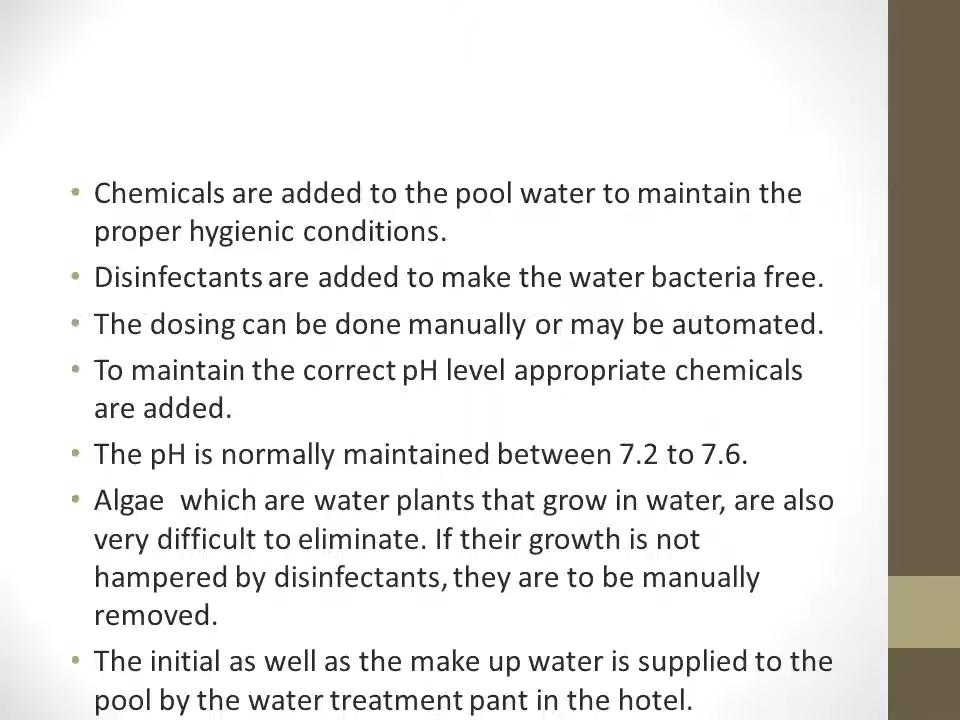 • Chemicals are added to the pool water to maintain the
proper hygienic conditions.
• Disinfectants are added to make the water bacteria free.
• The dosing can be done manually or may be automated.
• To maintain the correct pH level appropriate chemicals
are added.
• The pH is normally maintained between 7.2 to 7.6.
• Algae  which are water plants that grow in water, are also
very difficult to eliminate. If their growth is not
hampered by disinfectants, they are to be manually
removed.
• The initial as well as the make up water is supplied to the
pool by the water treatment pant in the hotel.